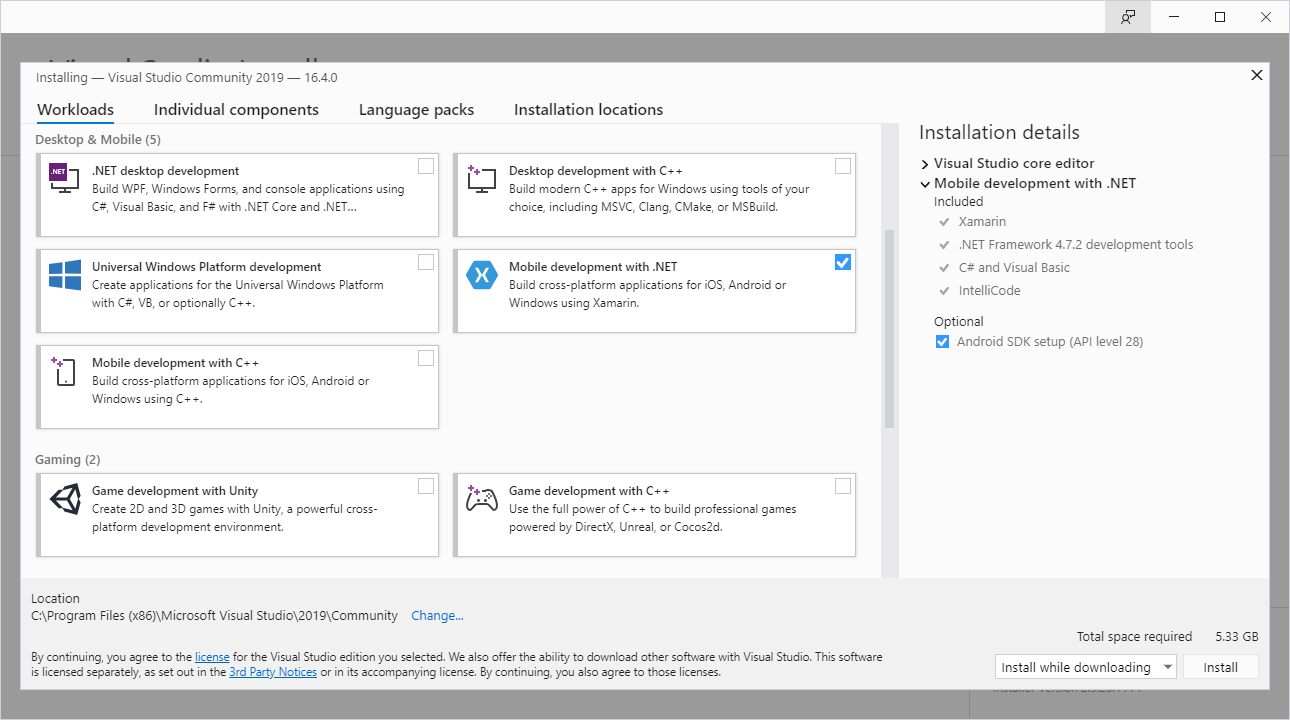 Installing — Visual Studio Community 2019 — 16.4.0
Workloads
Individual components
Language packs
Installation locations
Desktop & Mobile (5)
.NET
.NET desktop development
Build WPF, Windows Forms, and console applications using
C#, Visual Basic, and F# with .NET Core and .NET...
Desktop development with C++
Build modern C++ apps for Windows using tools of your
choice, including MSVC, Clang, CMake, or MSBuild.
Universal Windows Platform development
Create applications for the Universal Windows Platform
with C#, VB, or optionally C++.
Mobile development with .NET
Build cross-platform applications for iOS, Android or
Windows using Xamarin.
Mobile development with C++
Build cross-platform applications for iOS, Android or
Windows using C++.
Gaming (2)
Game development with Unity
Create 2D and 3D games with Unity, a powerful cross-
platform development environment.
Game development with C++
Use the full power of C++ to build professional games
powered by DirectX, Unreal, or Cocos2d.
Installation details
Visual Studio core editor
Mobile development with .NET
Included
Xamarin
.NET Framework 4.7.2 development tools
C# and Visual Basic
IntelliCode
Optional
Android SDK setup (API level 28)
Location
C:\Program Files (x86)\Microsoft Visual Studio\2019\Community Change...
Total space required 5.33 GB
By continuing, you agree to the license for the Visual Studio edition you selected. We also offer the ability to download other software with Visual Studio. This software
is licensed separately, as set out in the 3rd Party Notices or in its accompanying license. By continuing, you also agree to those licenses.
Install while downloading
Install